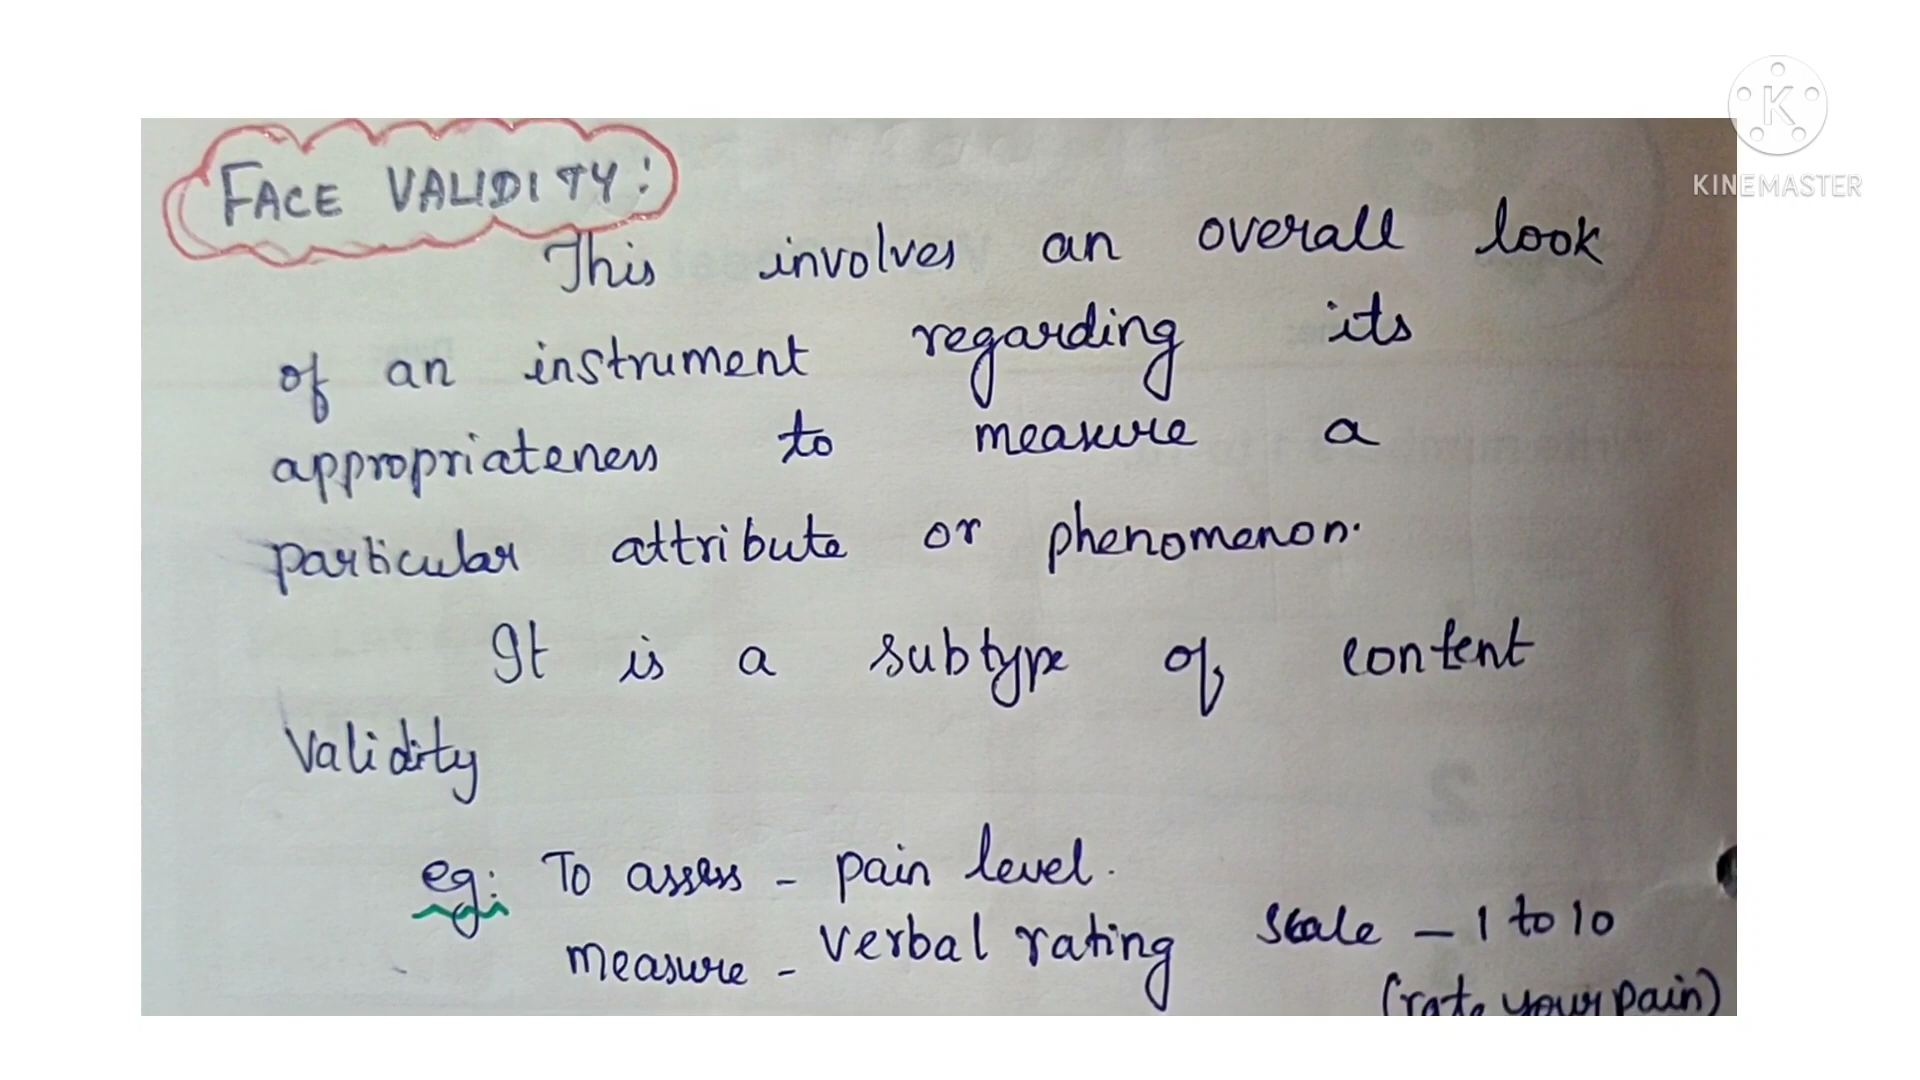 FACE VALIDITY:
This involves an overall look
of an instrument regarding its
appropriateness to measure a
particular attribute or phenomenon.
It is a subtype of content
Validity
eg: To assess - pain level.
measure - verbal rating scale - 1 to 10
(rate your pain)
K
KINEMASTER
2